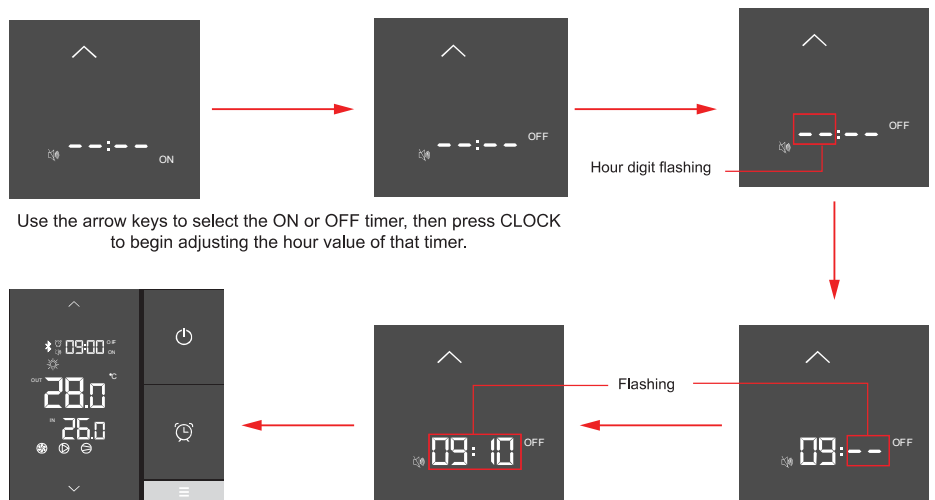 --:--
ON
--:--
OFF
--:--
OFF
Hour digit flashing
Use the arrow keys to select the ON or OFF timer, then press CLOCK
to begin adjusting the hour value of that timer.
09:00 OFF
ON
OUT 28.0 °C
IN 26.0
09:10 OFF
Flashing
09:-- OFF